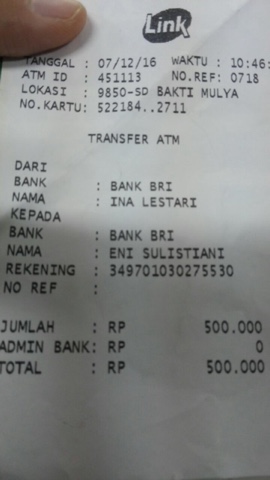 Link
TANGGAL : 07/12/16 WAKTU : 10:46:
ATM ID : 451113 NO.REF: 0718
LOKASI : 9850-SD BAKTI MULYA
NO.KARTU: 522184..2711
TRANSFER ATM
DARI
BANK : BANK BRI
NAMA : INA LESTARI
KEPADA
BANK : BANK BRI
NAMA : ENI SULISTIANI
REKENING : 349701030275530
NO REF :
JUMLAH : RP 500.000
ADMIN BANK: RP 0
TOTAL : RP 500.000